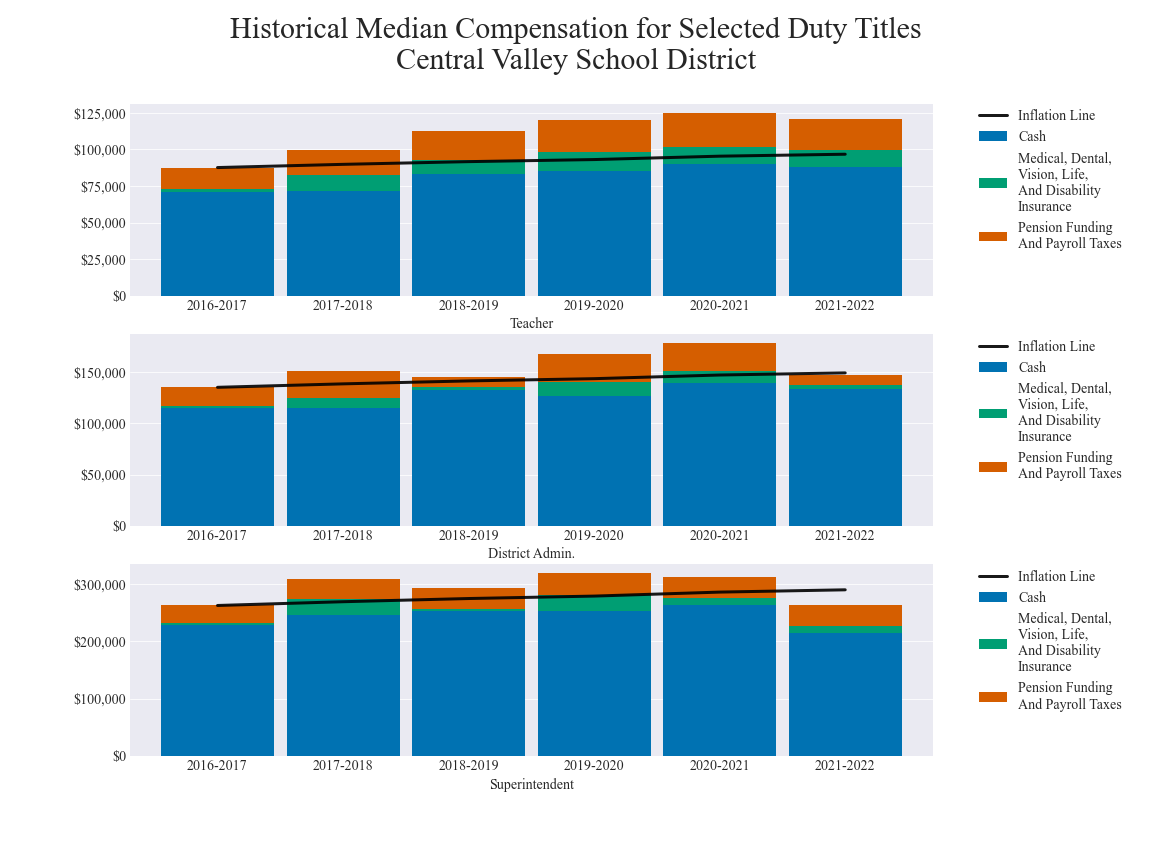 Historical Median Compensation for Selected Duty Titles
Central Valley School District
$125,000
$100,000
$75,000
$50,000
$25,000
$0
2016-2017
2017-2018
2018-2019
2019-2020
2020-2021
2021-2022
Teacher
Inflation Line
Cash
Medical, Dental,
Vision, Life,
And Disability
Insurance
Pension Funding
And Payroll Taxes
$150,000
$100,000
$50,000
$0
2016-2017
2017-2018
2018-2019
2019-2020
2020-2021
2021-2022
District Admin.
Inflation Line
Cash
Medical, Dental,
Vision, Life,
And Disability
Insurance
Pension Funding
And Payroll Taxes
$300,000
$200,000
$100,000
$0
2016-2017
2017-2018
2018-2019
2019-2020
2020-2021
2021-2022
Superintendent
Inflation Line
Cash
Medical, Dental,
Vision, Life,
And Disability
Insurance
Pension Funding
And Payroll Taxes